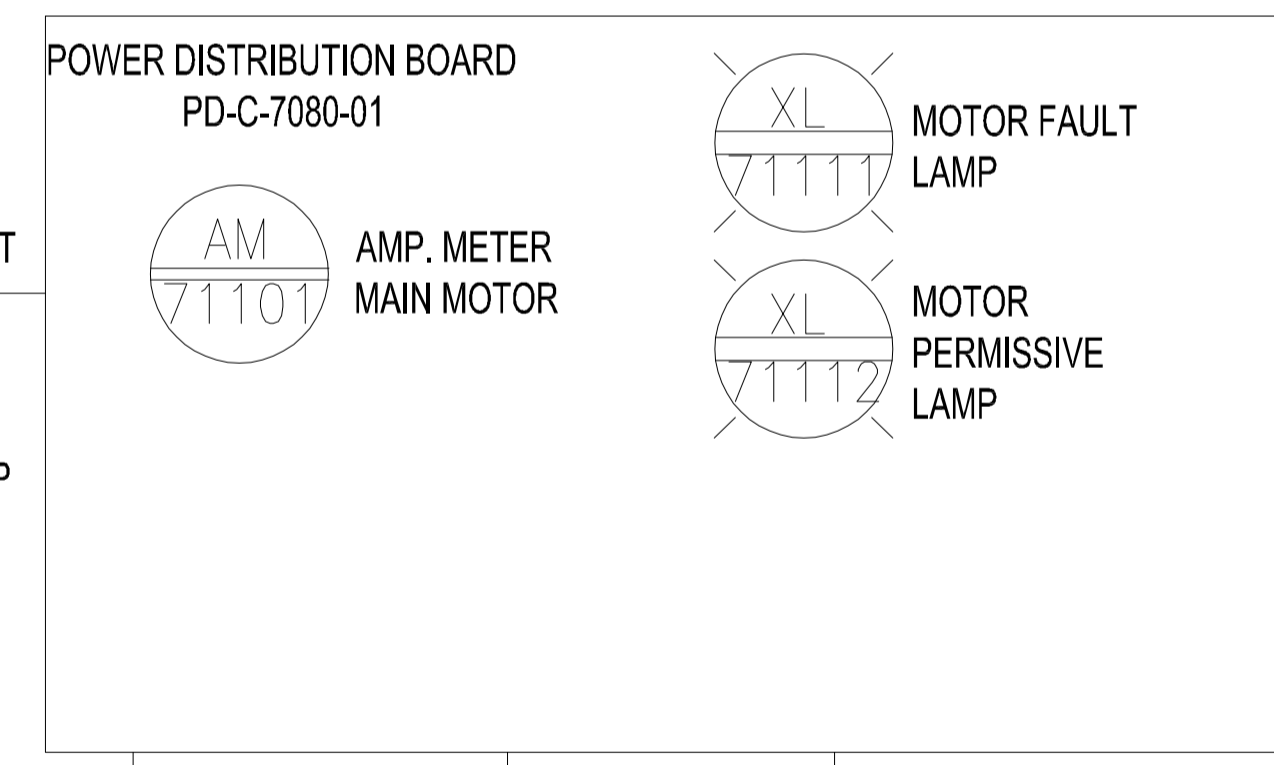 POWER DISTRIBUTION BOARD
PD-C-7080-01
AM
71101
AMP. METER
MAIN MOTOR
XL
71111
MOTOR FAULT
LAMP
XL
71112
MOTOR
PERMISSIVE
LAMP
T
P